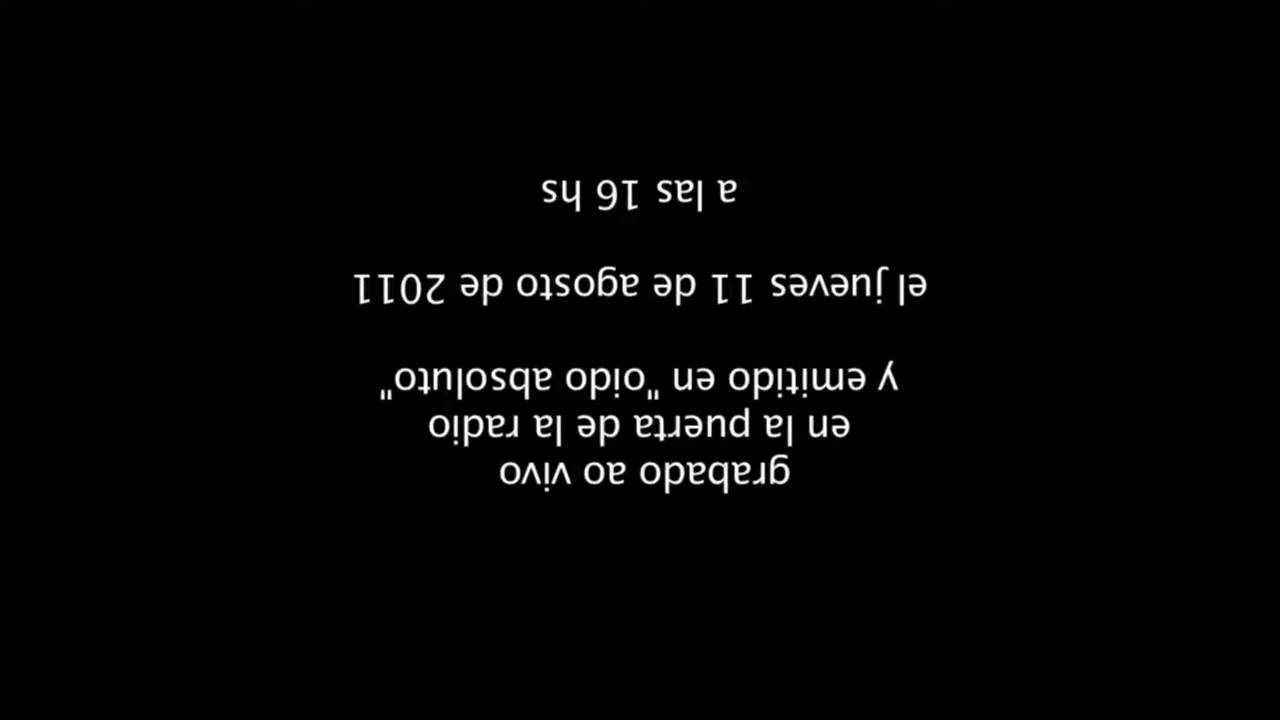 grabado ao vivo
en la puerta de la radio
y emitido en "oido absoluto"
el jueves 11 de agosto de 2011
a las 16 hs